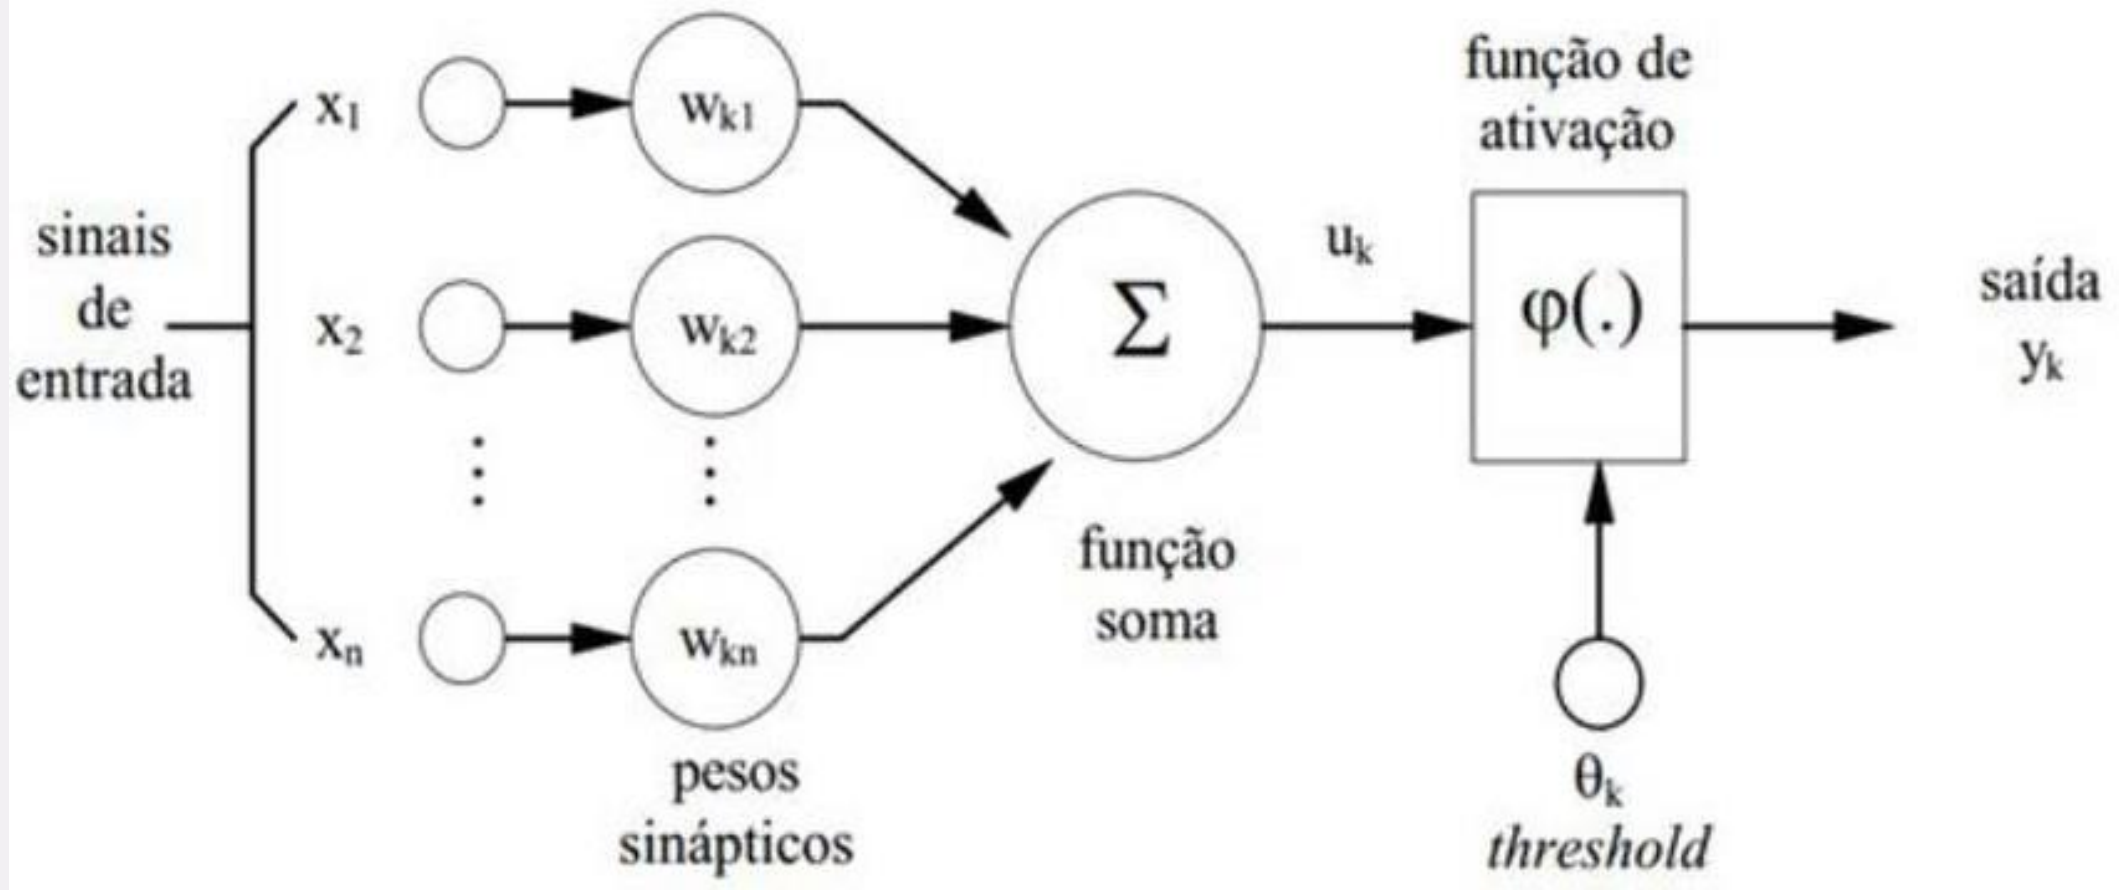 sinais
de
entrada
x1
x2
xn
wk1
wk2
wkn
pesos
sinápticos
Σ
função
soma
uk
função de
ativação
φ(.)
θk
threshold
saída
yk